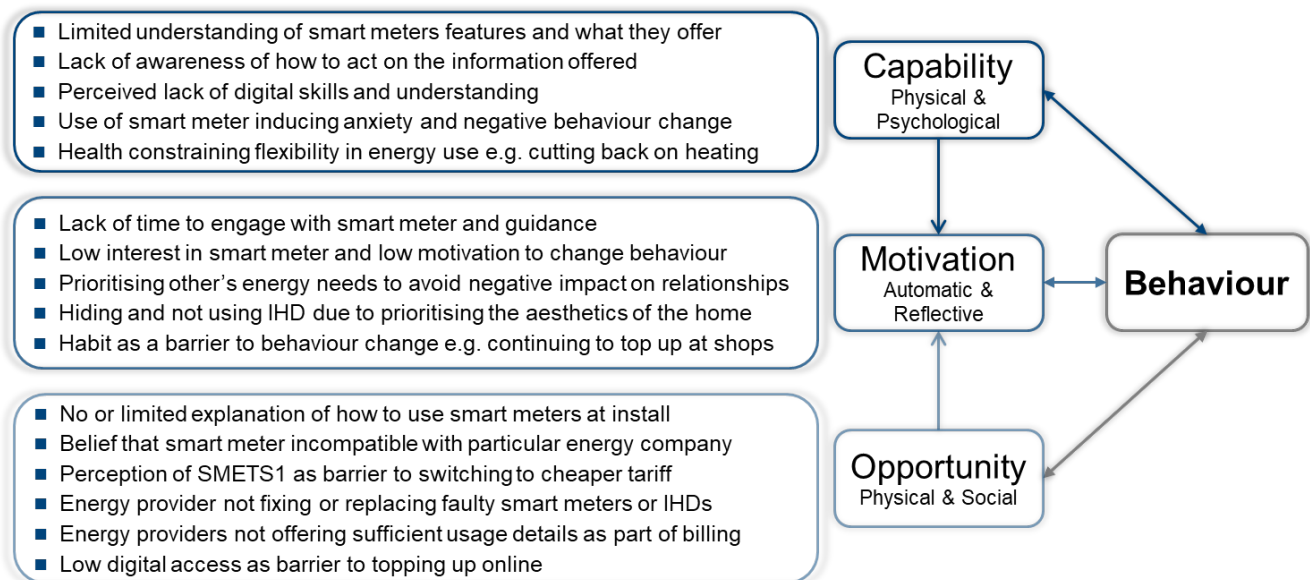 ■ Limited understanding of smart meters features and what they offer
■ Lack of awareness of how to act on the information offered
■ Perceived lack of digital skills and understanding
■ Use of smart meter inducing anxiety and negative behaviour change
■ Health constraining flexibility in energy use e.g. cutting back on heating
Capability
Physical &
Psychological
■ Lack of time to engage with smart meter and guidance
■ Low interest in smart meter and low motivation to change behaviour
■ Prioritising other's energy needs to avoid negative impact on relationships
■ Hiding and not using IHD due to prioritising the aesthetics of the home
■ Habit as a barrier to behaviour change e.g. continuing to top up at shops
Motivation
Automatic &
Reflective
Behaviour
■ No or limited explanation of how to use smart meters at install
■ Belief that smart meter incompatible with particular energy company
■ Perception of SMETS1 as barrier to switching to cheaper tariff
■ Energy provider not fixing or replacing faulty smart meters or IHDs
■ Energy providers not offering sufficient usage details as part of billing
■ Low digital access as barrier to topping up online
Opportunity
Physical & Social